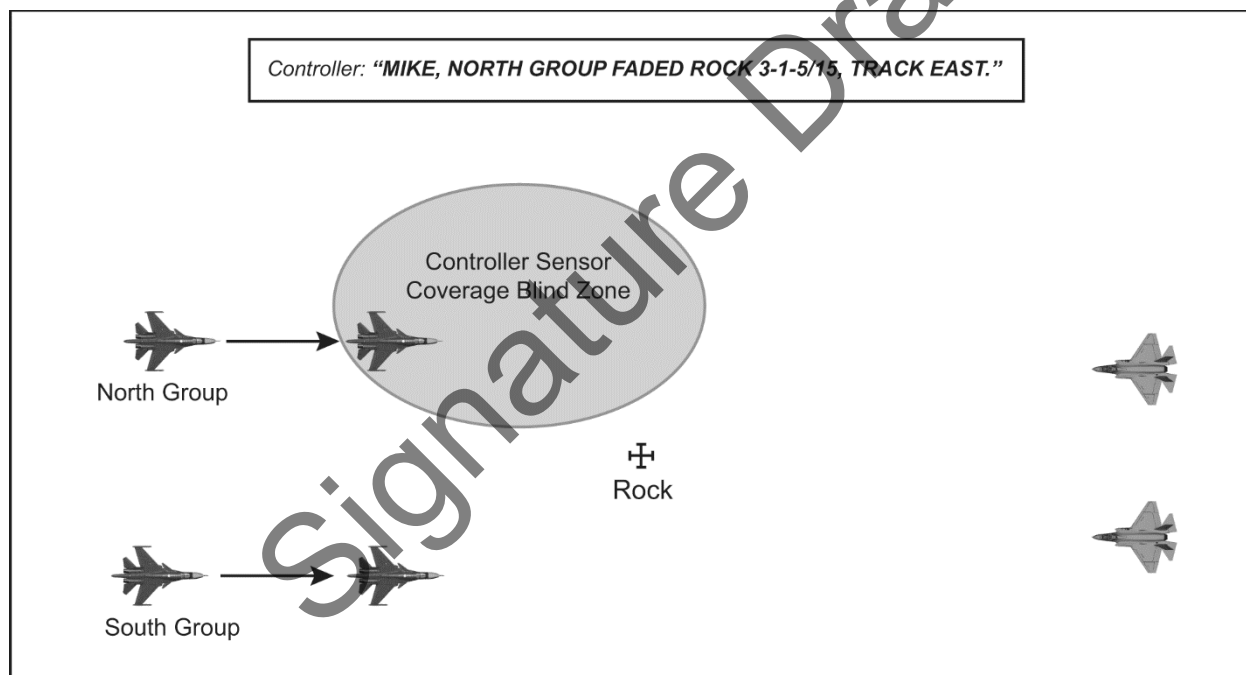 Controller: “MIKE, NORTH GROUP FADED ROCK 3-1-5/15, TRACK EAST.”
Controller Sensor
Coverage Blind Zone
North Group
Rock
South Group
Signature Dra